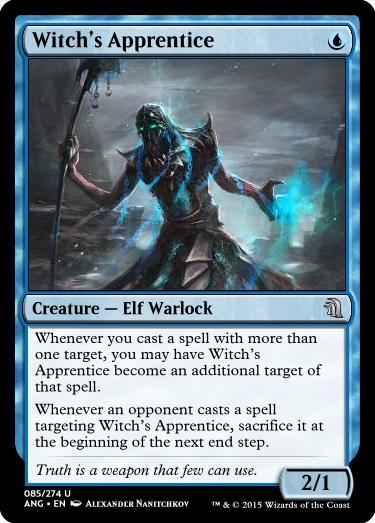 Witch's Apprentice
Creature — Elf Warlock
Whenever you cast a spell with more than
one target, you may have Witch's
Apprentice become an additional target of
that spell.
Whenever an opponent casts a spell
targeting Witch's Apprentice, sacrifice it at
the beginning of the next end step.
Truth is a weapon that few can use.
2/1
085/274 U
ANG • EN Alexander Nanitchkov
™ & © 2015 Wizards of the Coast